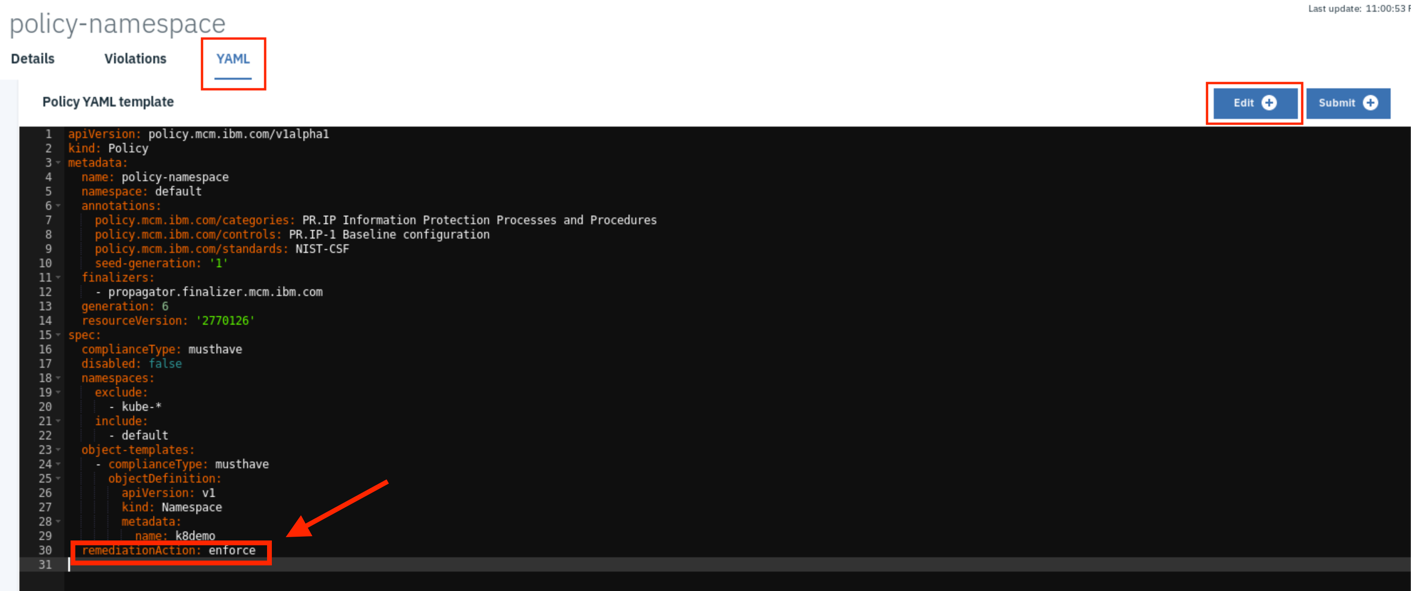 Last update: 11:00:53
policy-namespace
Details Violations YAML
Policy YAML template
Edit Submit
1 apiVersion: policy.mcm.ibm.com/v1alpha1
2 kind: Policy
3 metadata:
4 name: policy-namespace
5 namespace: default
6 annotations:
7 policy.mcm.ibm.com/categories: PR.IP Information Protection Processes and Procedures
8 policy.mcm.ibm.com/controls: PR.IP-1 Baseline configuration
9 policy.mcm.ibm.com/standards: NIST-CSF
10 seed-generation: '1'
11 finalizers:
12 - propagator.finalizer.mcm.ibm.com
13 generation: 6
14 resourceVersion: '2770126'
15 spec:
16 complianceType: musthave
17 disabled: false
18 namespaces:
19 exclude:
20 - kube-*
21 include:
22 - default
23 object-templates:
24 - complianceType: musthave
25 objectDefinition:
26 apiVersion: v1
27 kind: Namespace
28 metadata:
29 name: k8demo
30 remediationAction: enforce
31